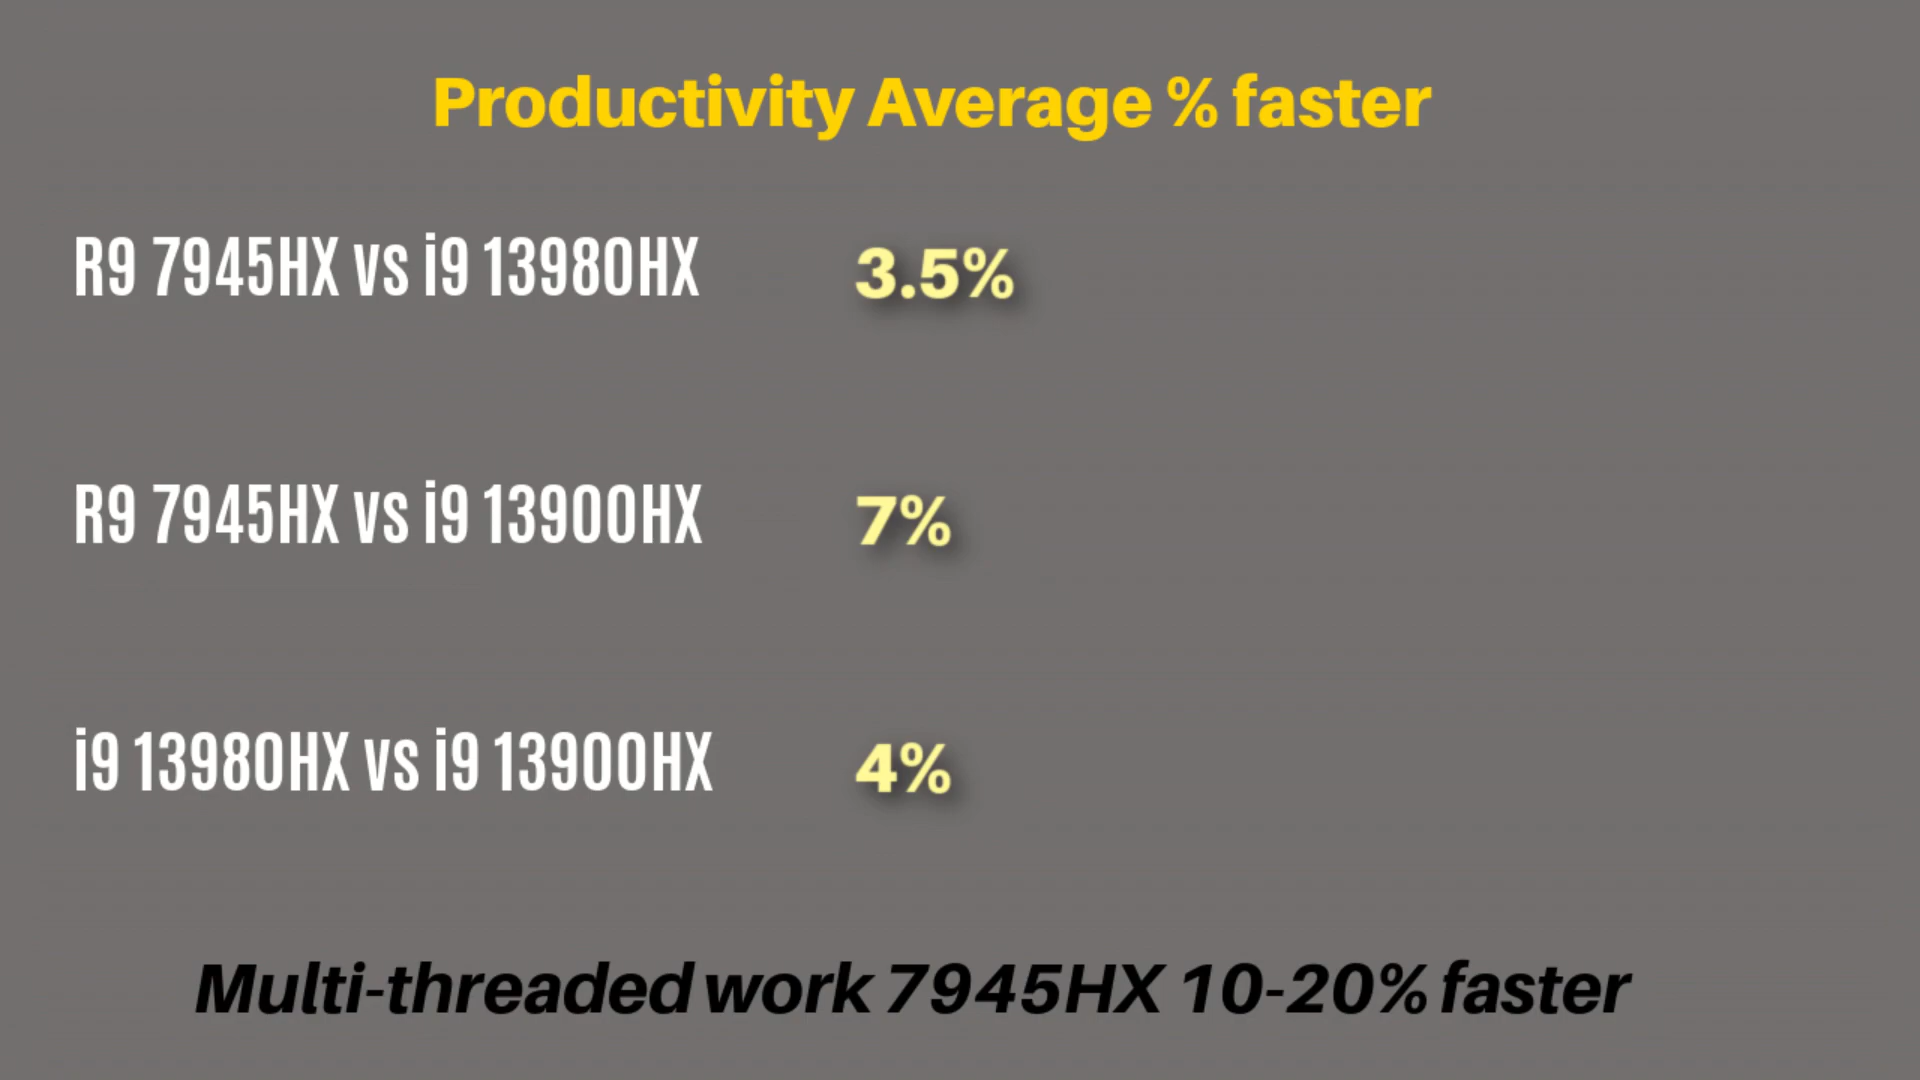 Productivity Average % faster
R9 7945HX vs i9 13980HX 3.5%
R9 7945HX vs i9 13900HX 7%
i9 13980HX vs i9 13900HX 4%
Multi-threaded work 7945HX 10-20% faster